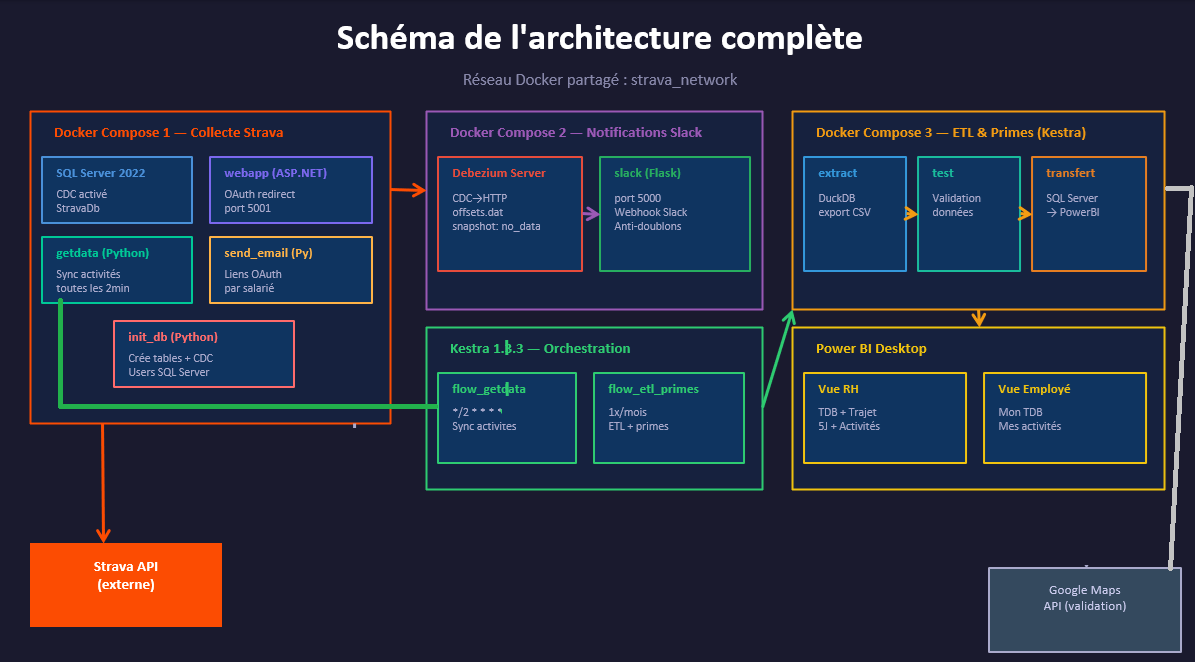 Schéma de l'architecture complète
Réseau Docker partagé : strava_network
Docker Compose 1 — Collecte Strava
SQL Server 2022
CDC activé
StravaDb
webapp (ASP.NET)
OAuth redirect
port 5001
getdata (Python)
Sync activités
toutes les 2min
send_email (Py)
Liens OAuth
par salarié
init_db (Python)
Crée tables + CDC
Users SQL Server
Docker Compose 2 — Notifications Slack
Debezium Server
CDC→HTTP
offsets.dat
snapshot: no_data
slack (Flask)
port 5000
Webhook Slack
Anti-doublons
Docker Compose 3 — ETL & Primes (Kestra)
extract
DuckDB
export CSV
test
Validation
données
transfert
SQL Server
→ PowerBI
Kestra 1.3.3 — Orchestration
flow_getdata
*/2 * * * *
Sync activites
flow_etl_primes
1x/mois
ETL + primes
Power BI Desktop
Vue RH
TDB + Trajet
5J + Activités
Vue Employé
Mon TDB
Mes activités
Strava API
(externe)
Google Maps
API (validation)